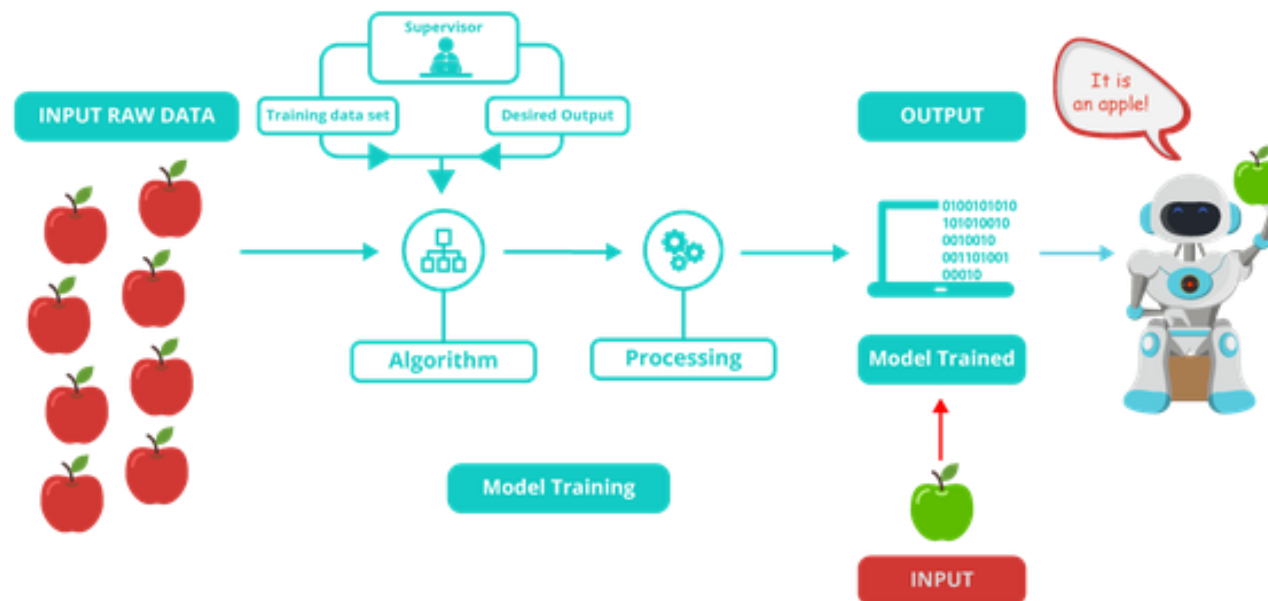 Supervisor
INPUT RAW DATA
Training data set
Desired Output
OUTPUT
It is
an apple!
0100101010
101010010
0010010
001101001
00010
Algorithm
Processing
Model Trained
Model Training
INPUT